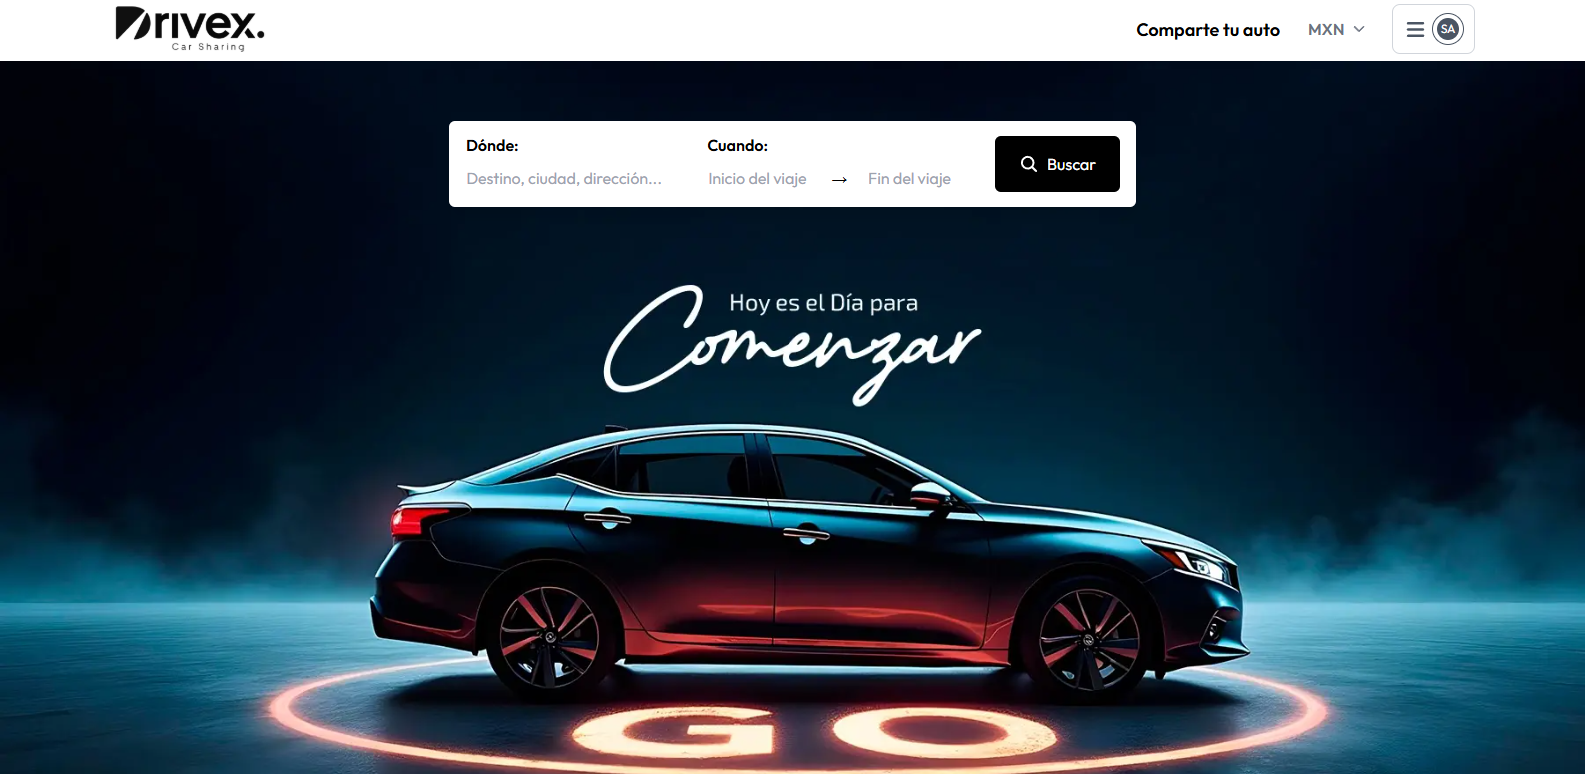 Drivex.
Car Sharing
Comparte tu auto
MXN
SA
Dónde:
Destino, ciudad, dirección...
Cuando:
Inicio del viaje → Fin del viaje
Buscar
Hoy es el Día para
Comenzar
GO